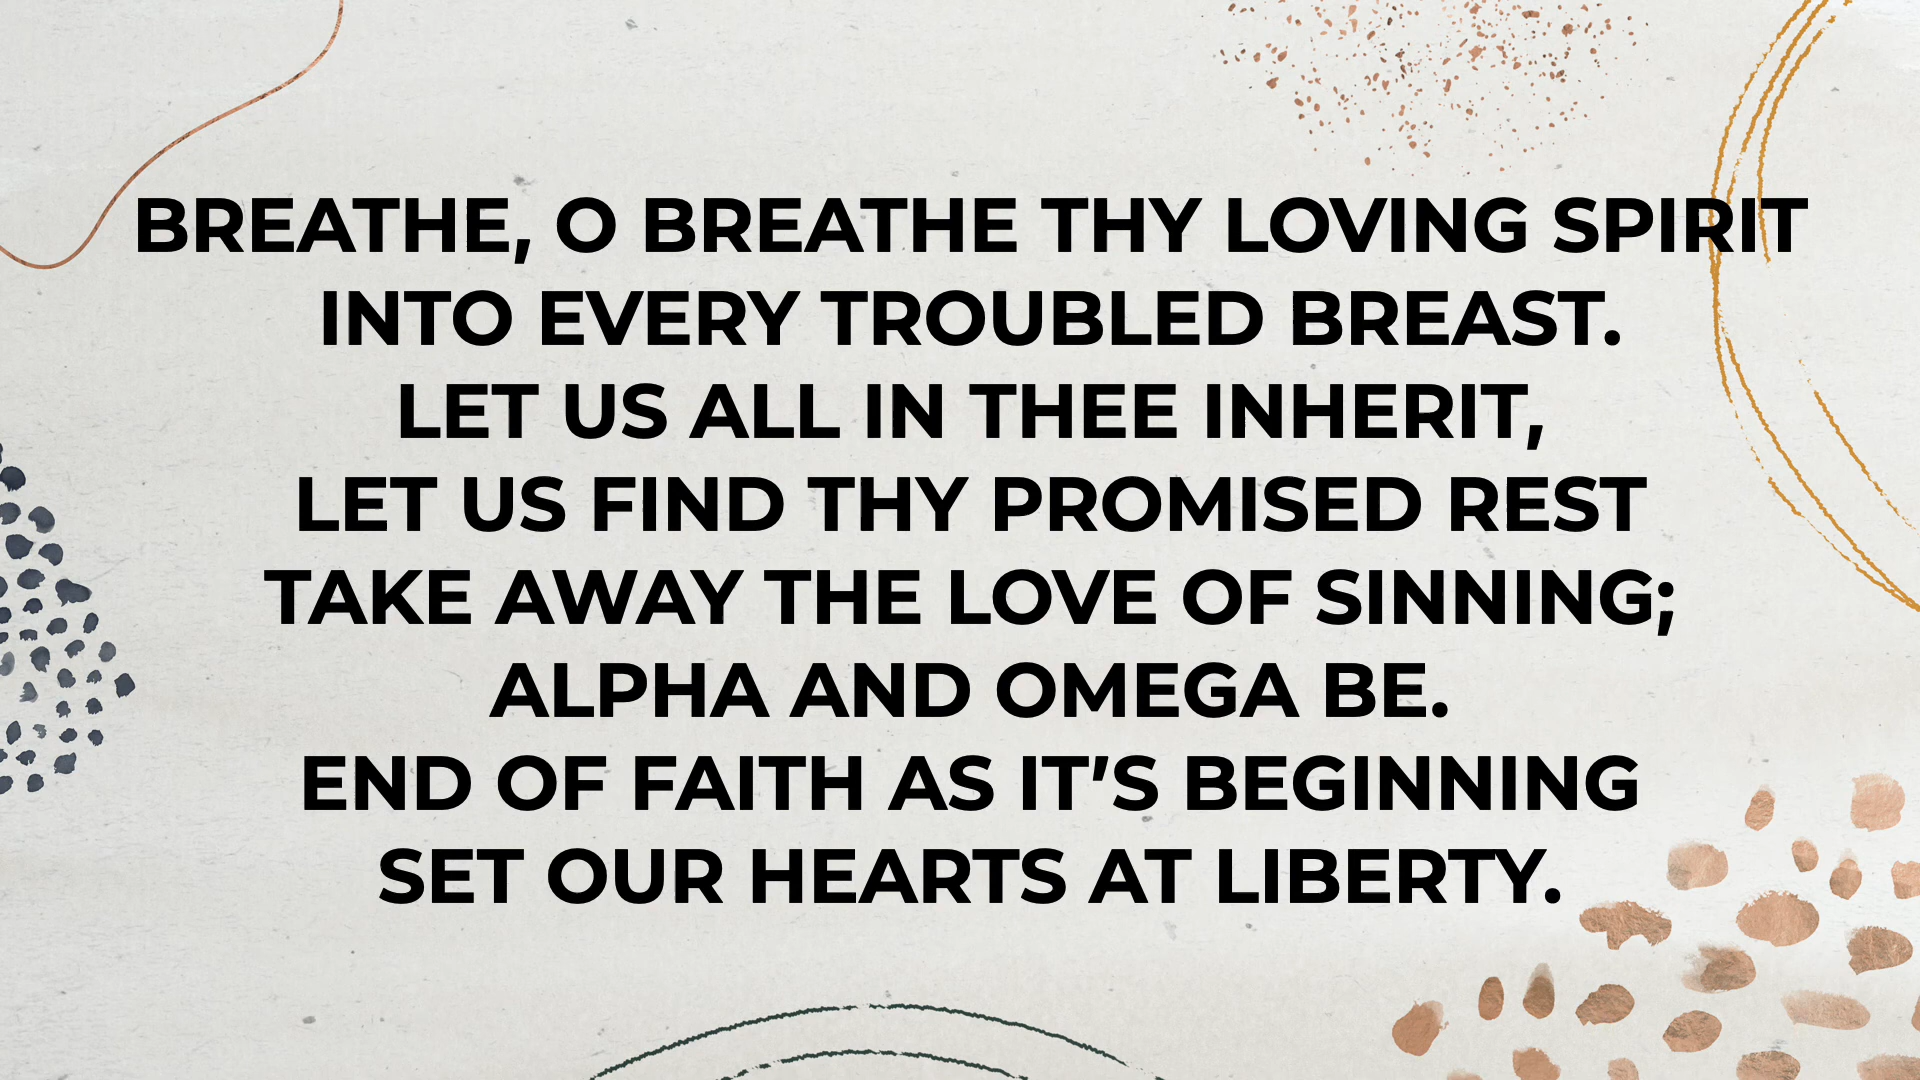 BREATHE, O BREATHE THY LOVING SPIRIT
INTO EVERY TROUBLED BREAST.
LET US ALL IN THEE INHERIT,
LET US FIND THY PROMISED REST
TAKE AWAY THE LOVE OF SINNING;
ALPHA AND OMEGA BE.
END OF FAITH AS IT’S BEGINNING
SET OUR HEARTS AT LIBERTY.